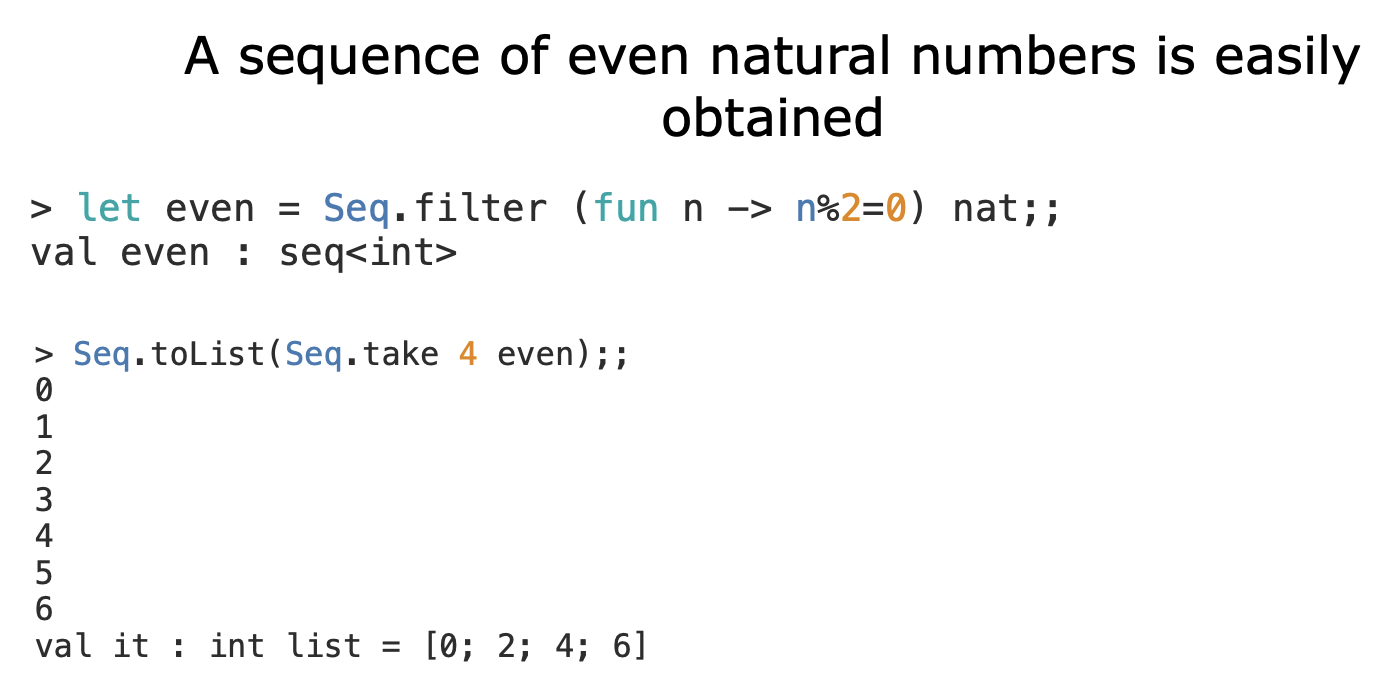 A sequence of even natural numbers is easily
obtained
> let even = Seq.filter (fun n -> n%2=0) nat;;
val even : seq<int>
> Seq.toList(Seq.take 4 even);;
0
1
2
3
4
5
6
val it : int list = [0; 2; 4; 6]